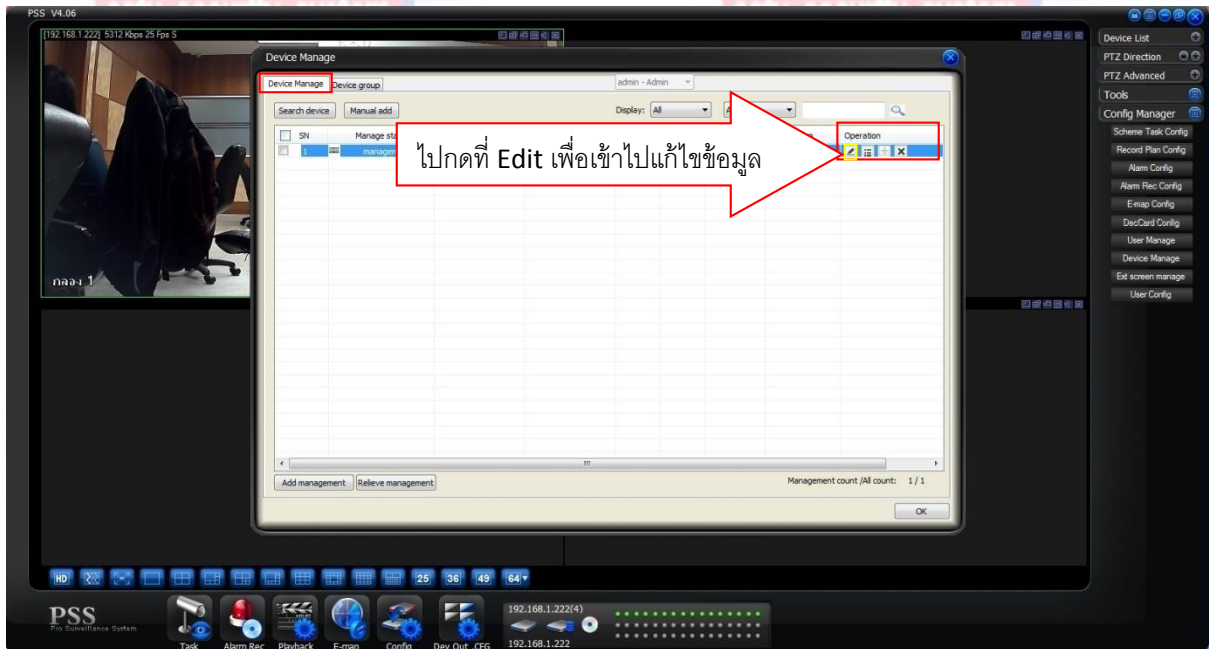 PSS V4.06
[192.168.1.222] 5312 Kbps 25 Fps S
กลอง 1
Device Manage
Device Manage Device group
admin - Admin
Search device Manual add Display: All
SN Manage sta Operation
1 manage
ไปกดที่ Edit เพื่อเข้าไปแก้ไขข้อมูล
Add management Relieve management Management count /All count: 1 / 1
OK
Device List
PTZ Direction
PTZ Advanced
Tools
Config Manager
Scheme Task Config
Record Plan Config
Alarm Config
Alarm Rec Config
E-map Config
DecCard Config
User Manage
Device Manage
Ext screen manage
User Config
HD 25 36 49 64
PSS
Pro Surveillance System
Task Alarm Rec Playback E-map Config Dev Out .CFG
192.168.1.222(4)
192.168.1.222